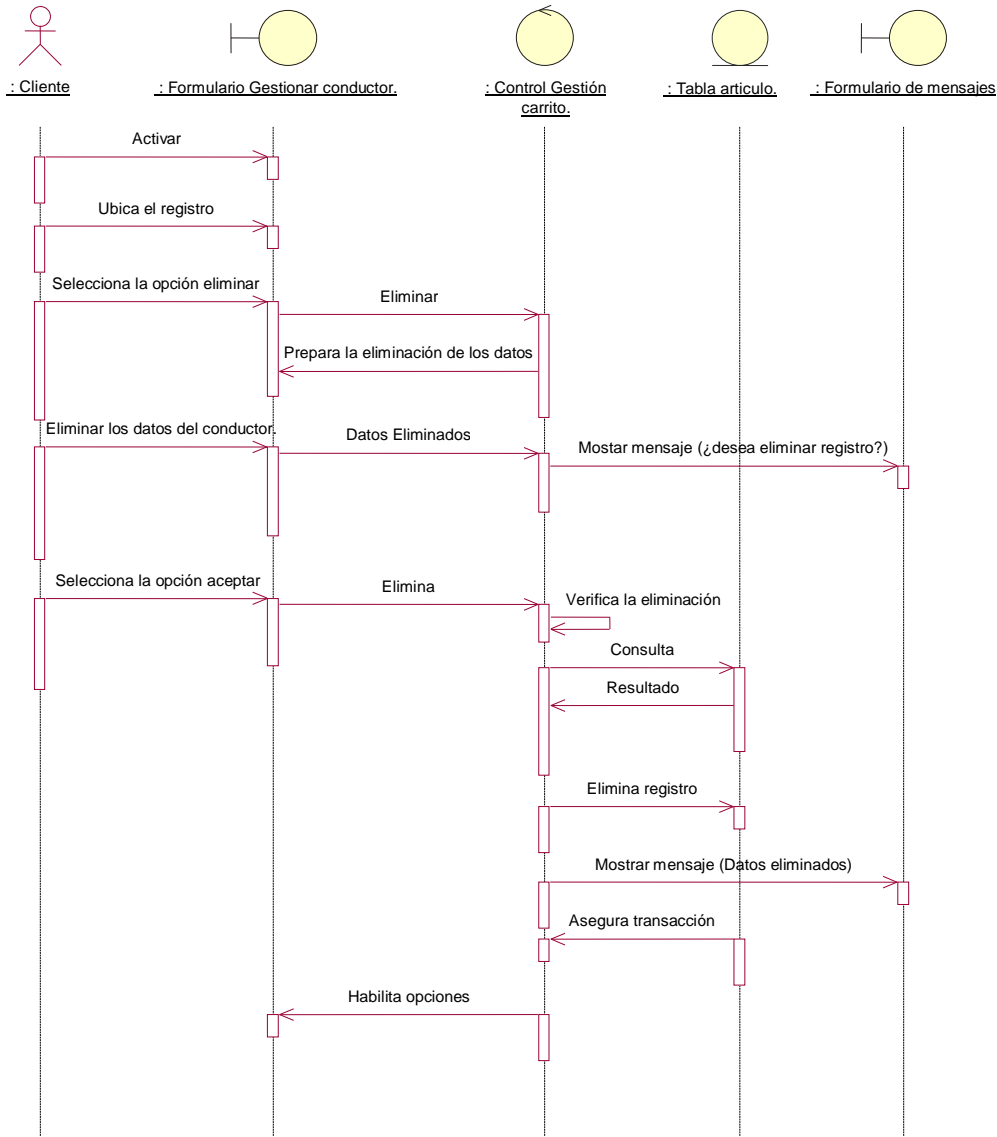 : Cliente
: Formulario Gestionar conductor.
: Control Gestión
carrito.
: Tabla articulo.
: Formulario de mensajes
Activar
Ubica el registro
Selecciona la opción eliminar
Eliminar
Prepara la eliminación de los datos
Eliminar los datos del conductor.
Datos Eliminados
Mostar mensaje (¿desea eliminar registro?)
Selecciona la opción aceptar
Elimina
Verifica la eliminación
Consulta
Resultado
Elimina registro
Mostrar mensaje (Datos eliminados)
Asegura transacción
Habilita opciones